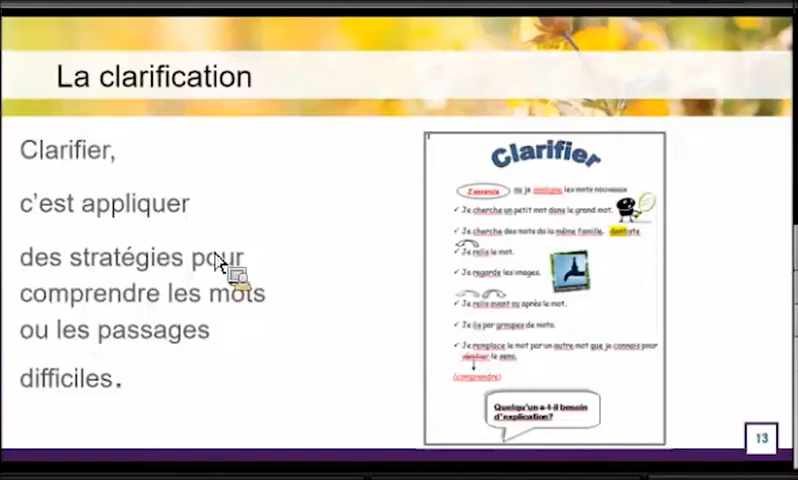 La clarification
Clarifier,
c’est appliquer
des stratégies pour
comprendre les mots
ou les passages
difficiles.
Clarifier
J'encercle ou je souligne les mots nouveaux
✓ Je cherche un petit mot dans le grand mot.
✓ Je cherche des mots de la même famille. dentiste
✓ Je relis le mot.
✓ Je regarde les images.
✓ Je relis avant ou après le mot.
✓ Je lis par groupes de mots.
✓ Je remplace le mot par un autre mot que je connais pour
le sens.
(comprendre)
Quelqu'un a-t-il besoin
d'explication?
13